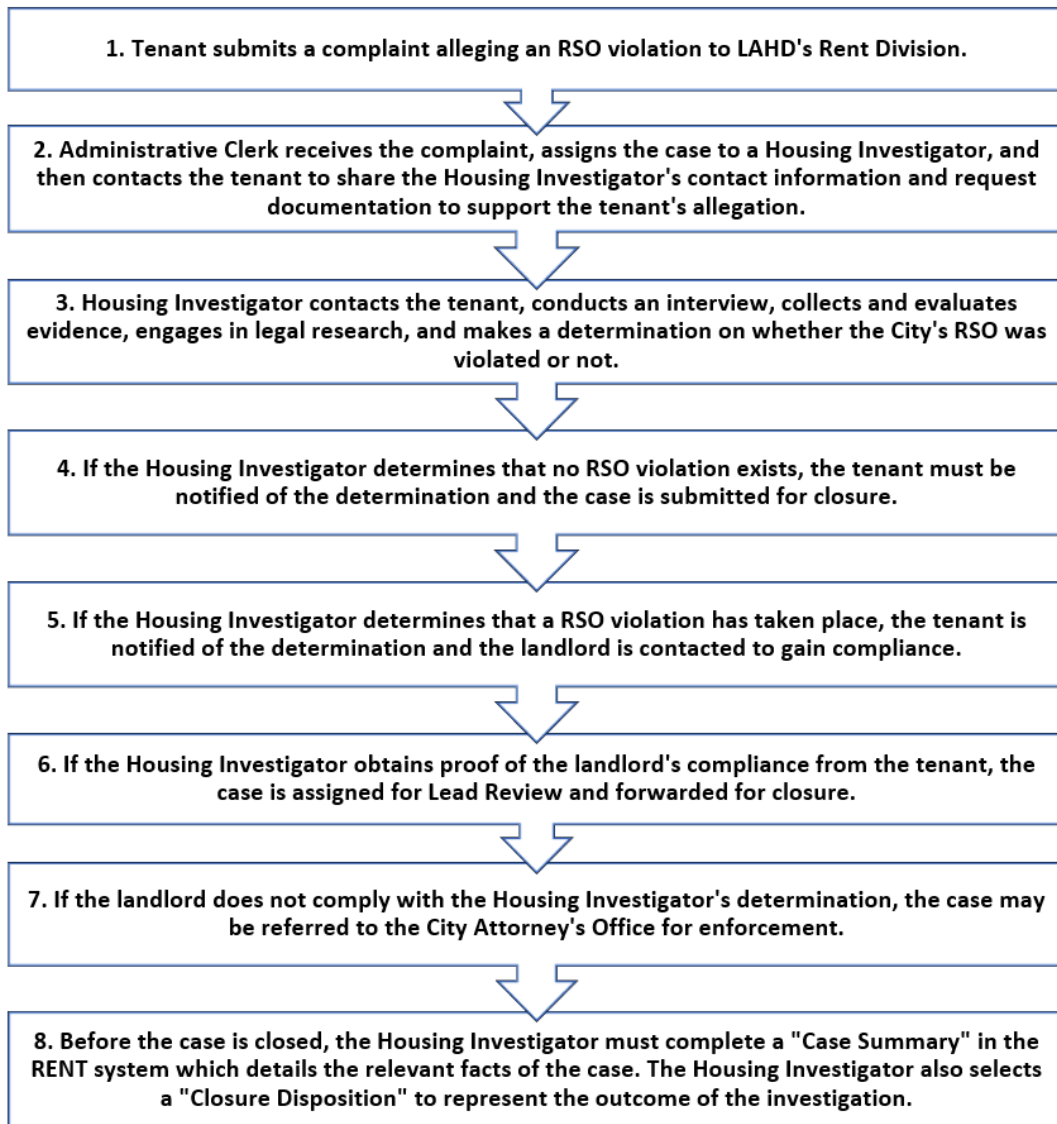 1. Tenant submits a complaint alleging an RSO violation to LAHD's Rent Division.
2. Administrative Clerk receives the complaint, assigns the case to a Housing Investigator, and
then contacts the tenant to share the Housing Investigator's contact information and request
documentation to support the tenant's allegation.
3. Housing Investigator contacts the tenant, conducts an interview, collects and evaluates
evidence, engages in legal research, and makes a determination on whether the City's RSO was
violated or not.
4. If the Housing Investigator determines that no RSO violation exists, the tenant must be
notified of the determination and the case is submitted for closure.
5. If the Housing Investigator determines that a RSO violation has taken place, the tenant is
notified of the determination and the landlord is contacted to gain compliance.
6. If the Housing Investigator obtains proof of the landlord's compliance from the tenant, the
case is assigned for Lead Review and forwarded for closure.
7. If the landlord does not comply with the Housing Investigator's determination, the case may
be referred to the City Attorney's Office for enforcement.
8. Before the case is closed, the Housing Investigator must complete a "Case Summary" in the
RENT system which details the relevant facts of the case. The Housing Investigator also selects
a "Closure Disposition" to represent the outcome of the investigation.